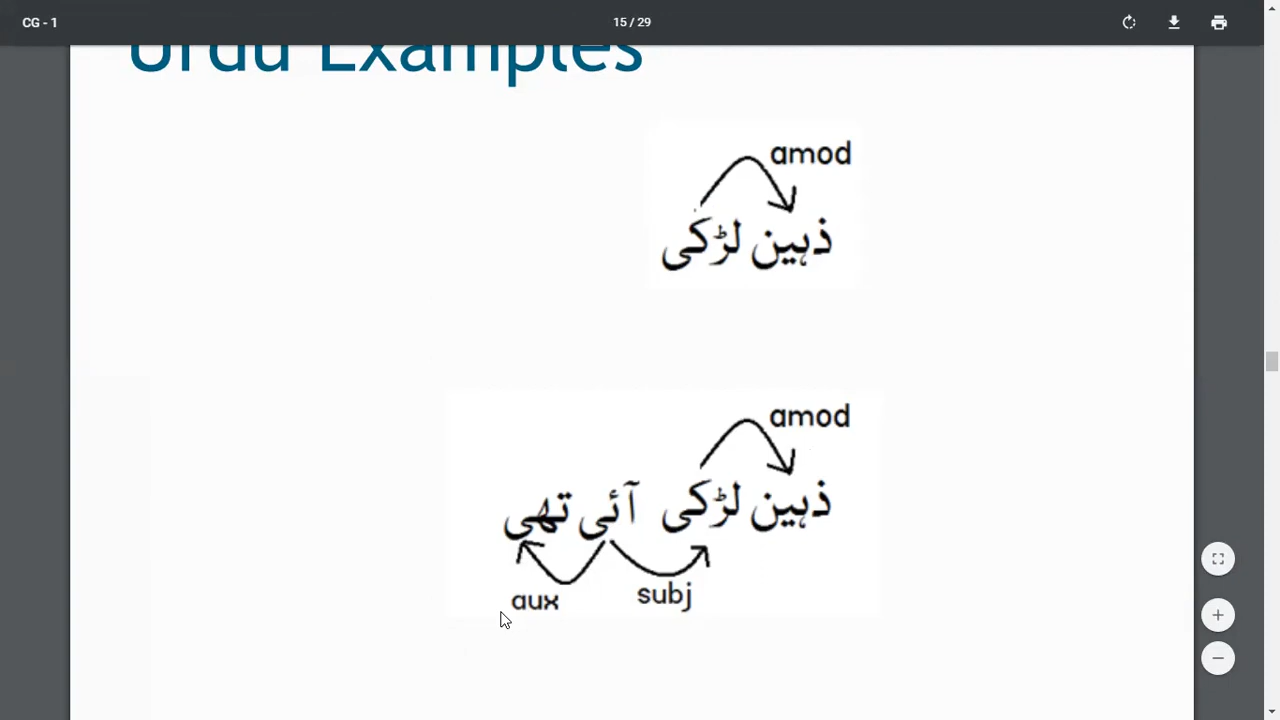 CG - 1
15 / 29
Urdu Examples
amod
ذہین لڑکی
amod
ذہین لڑکی آئی تھی
aux
subj